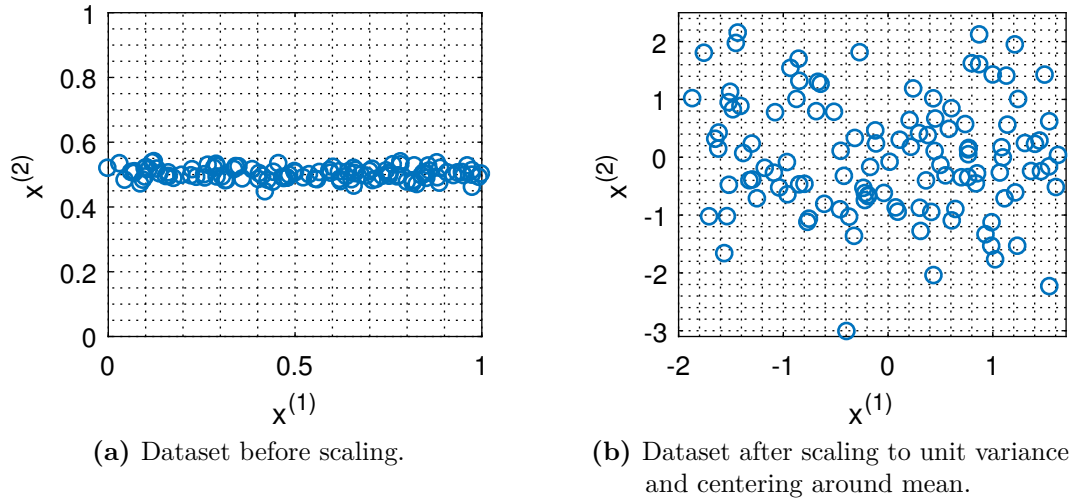 1
0.8
0.6
0.4
0.2
0
0
0.5
1
x^(2)
x^(1)
(a) Dataset before scaling.
2
1
0
-1
-2
-3
-2
-1
0
1
x^(2)
x^(1)
(b) Dataset after scaling to unit variance
and centering around mean.